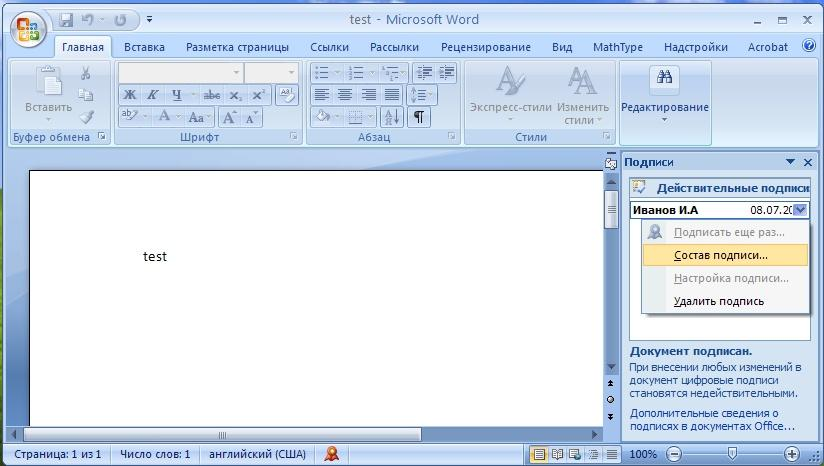 test - Microsoft Word
Главная Вставка Разметка страницы Ссылки Рассылки Рецензирование Вид MathType Надстройки Acrobat
Вставить
Ж К Ч abc x₂ x²
ab A Aa A A
Экспресс-стили Изменить стили
Редактирование
Буфер обмена Шрифт Абзац Стили
Подписи
Действительные подписи
Иванов И.А 08.07.20
Подписать еще раз...
Состав подписи...
Настройка подписи...
Удалить подпись
test
Документ подписан.
При внесении любых изменений в
документ цифровые подписи
становятся недействительными.
Дополнительные сведения о
подписях в документах Office...
Страница: 1 из 1 Число слов: 1 английский (США) 100%